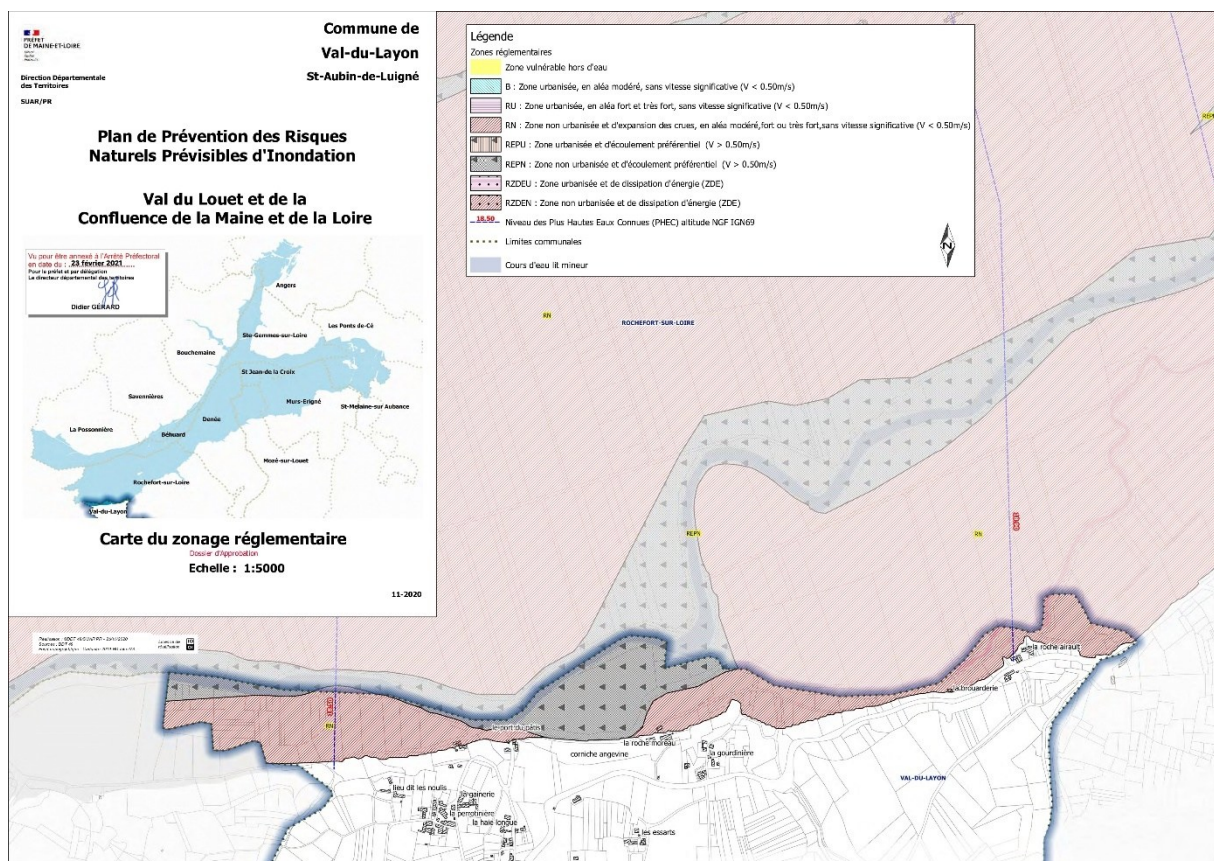 PRÉFET
DE MAINE-ET-LOIRE
Direction Départementale
des Territoires
SUAR/PR
Commune de
Val-du-Layon
St-Aubin-de-Luigné
Plan de Prévention des Risques
Naturels Prévisibles d'Inondation
Val du Louet et de la
Confluence de la Maine et de la Loire
Vu pour être annexé à l'Arrêté Préfectoral
en date du : 23 février 2021
Pour le préfet et par délégation
Le directeur départemental des territoires
Didier GÉRARD
Angers
Les Ponts-de-Cé
Ste-Gemmes-sur-Loire
Bouchemaine
St Jean-de la Croix
Savennières
Murs-Erigné
St-Melaine-sur Aubance
Denée
La Possonnière
Béhuard
Mozé-sur-Louet
Rochefort-sur-Loire
Val-du-Layon
Carte du zonage réglementaire
Dossier d'Approbation
Echelle : 1:5000
11-2020
Légende
Zones réglementaires
Zone vulnérable hors d'eau
B : Zone urbanisée, en aléa modéré, sans vitesse significative (V < 0.50m/s)
RU : Zone urbanisée, en aléa fort et très fort, sans vitesse significative (V < 0.50m/s)
RN : Zone non urbanisée et d'expansion des crues, en aléa modéré,fort ou très fort,sans vitesse significative (V < 0.50m/s)
REPU : Zone urbanisée et d'écoulement préférentiel (V > 0.50m/s)
REPN : Zone non urbanisée et d'écoulement préférentiel (V > 0.50m/s)
RZDEU : Zone urbanisée et de dissipation d'énergie (ZDE)
RZDEN : Zone non urbanisée et de dissipation d'énergie (ZDE)
18,50 Niveau des Plus Hautes Eaux Connues (PHEC) altitude NGF IGN69
Limites communales
Cours d'eau lit mineur
N
REPN
RN
ROCHEFORT-SUR-LOIRE
REPN
RN
la roche airault
la brouarderie
RN
le port du pâtis
la roche moreau
corniche angevine
la gourdinière
VAL-DU-LAYON
lieu dit les noulis
la gainerie
la perrotinière
la haie longue
les essarts